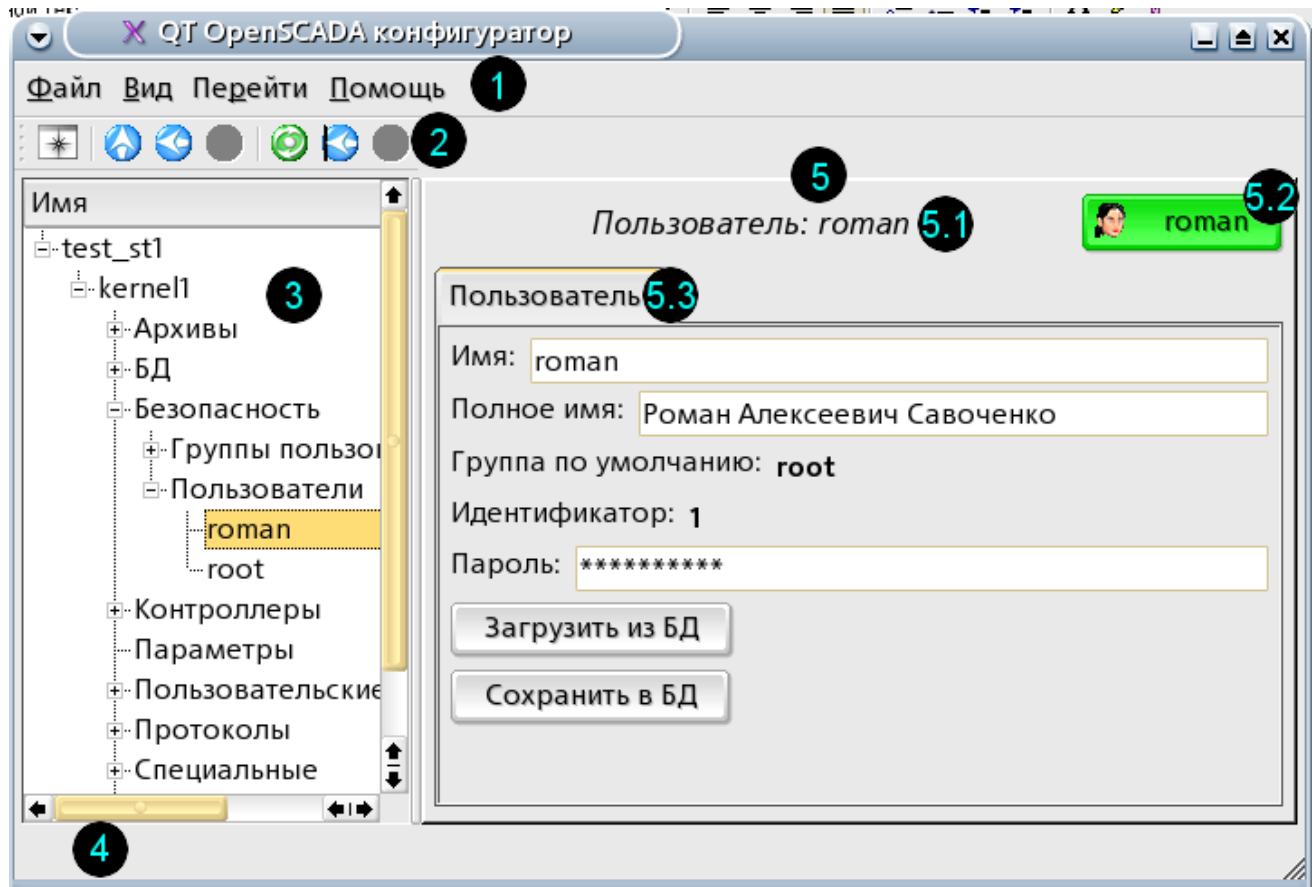 QT OpenSCADA конфигуратор
Файл Вид Перейти Помощь 1
2
5
Имя
Пользователь: roman 5.1
roman 5.2
test_st1
kernel1
3
Архивы
БД
Безопасность
Группы
Пользователи
roman
root
Контроллеры
Параметры
Пользовательские
Протоколы
Специальные
4
Пользователь 5.3
Имя: roman
Полное имя: Роман Алексеевич Савоченко
Группа по умолчанию: root
Идентификатор: 1
Пароль: **********
Загрузить из БД
Сохранить в БД